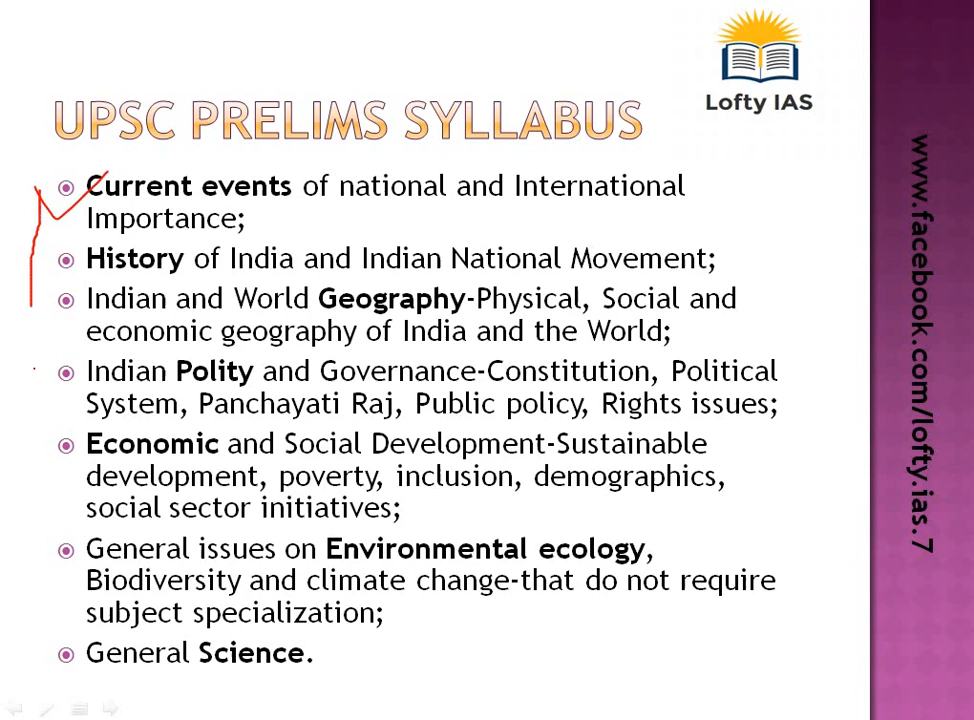 Lofty IAS
UPSC PRELIMS SYLLABUS
Current events of national and International
Importance;
History of India and Indian National Movement;
Indian and World Geography-Physical, Social and
economic geography of India and the World;
Indian Polity and Governance-Constitution, Political
System, Panchayati Raj, Public policy, Rights issues;
Economic and Social Development-Sustainable
development, poverty, inclusion, demographics,
social sector initiatives;
General issues on Environmental ecology,
Biodiversity and climate change-that do not require
subject specialization;
General Science.
www.facebook.com/lofty.ias.7